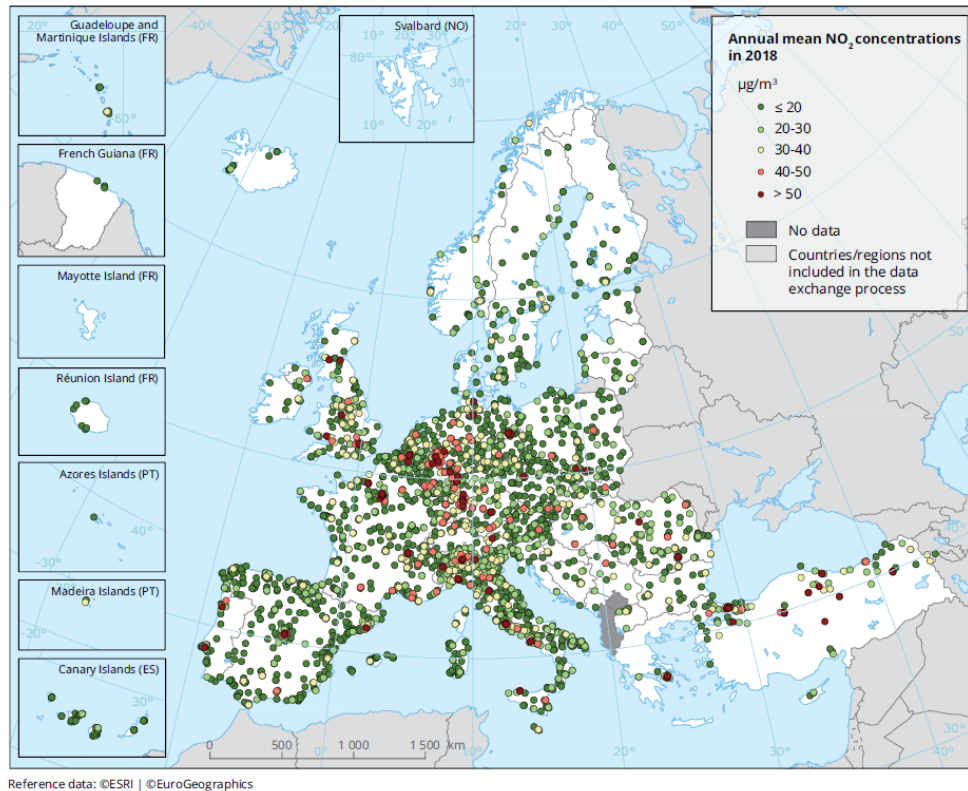 Guadeloupe and
Martinique Islands (FR)
60°
French Guiana (FR)
Mayotte Island (FR)
Réunion Island (FR)
Azores Islands (PT)
40°
-30°
Madeira Islands (PT)
-20°
Canary Islands (ES)
30°
Svalbard (NO)
10° 20° 30°
80°
30°
10° 20°
Annual mean NO₂ concentrations
in 2018
µg/m³
≤ 20
20-30
30-40
40-50
> 50
No data
Countries/regions not
included in the data
exchange process
50°
40°
0 500 1 000 1 500 km
0° 10° 20° 30° 40°
Reference data: ©ESRI | ©EuroGeographics